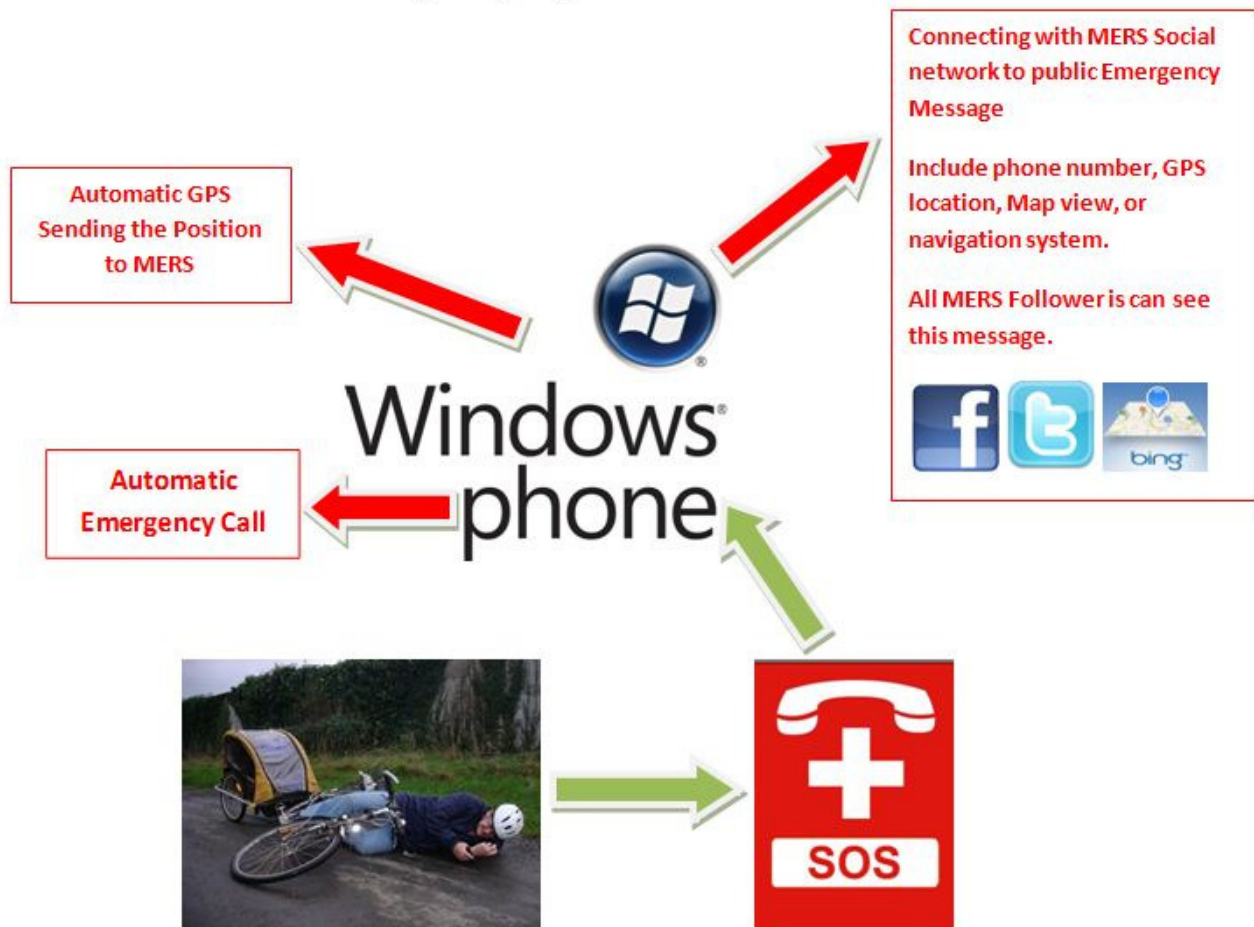 Connecting with MERS Social
network to public Emergency
Message
Include phone number, GPS
location, Map view, or
navigation system.
All MERS Follower is can see
this message.
f
t
bing
Automatic GPS
Sending the Position
to MERS
®
Windows®
phone
Automatic
Emergency Call
SOS